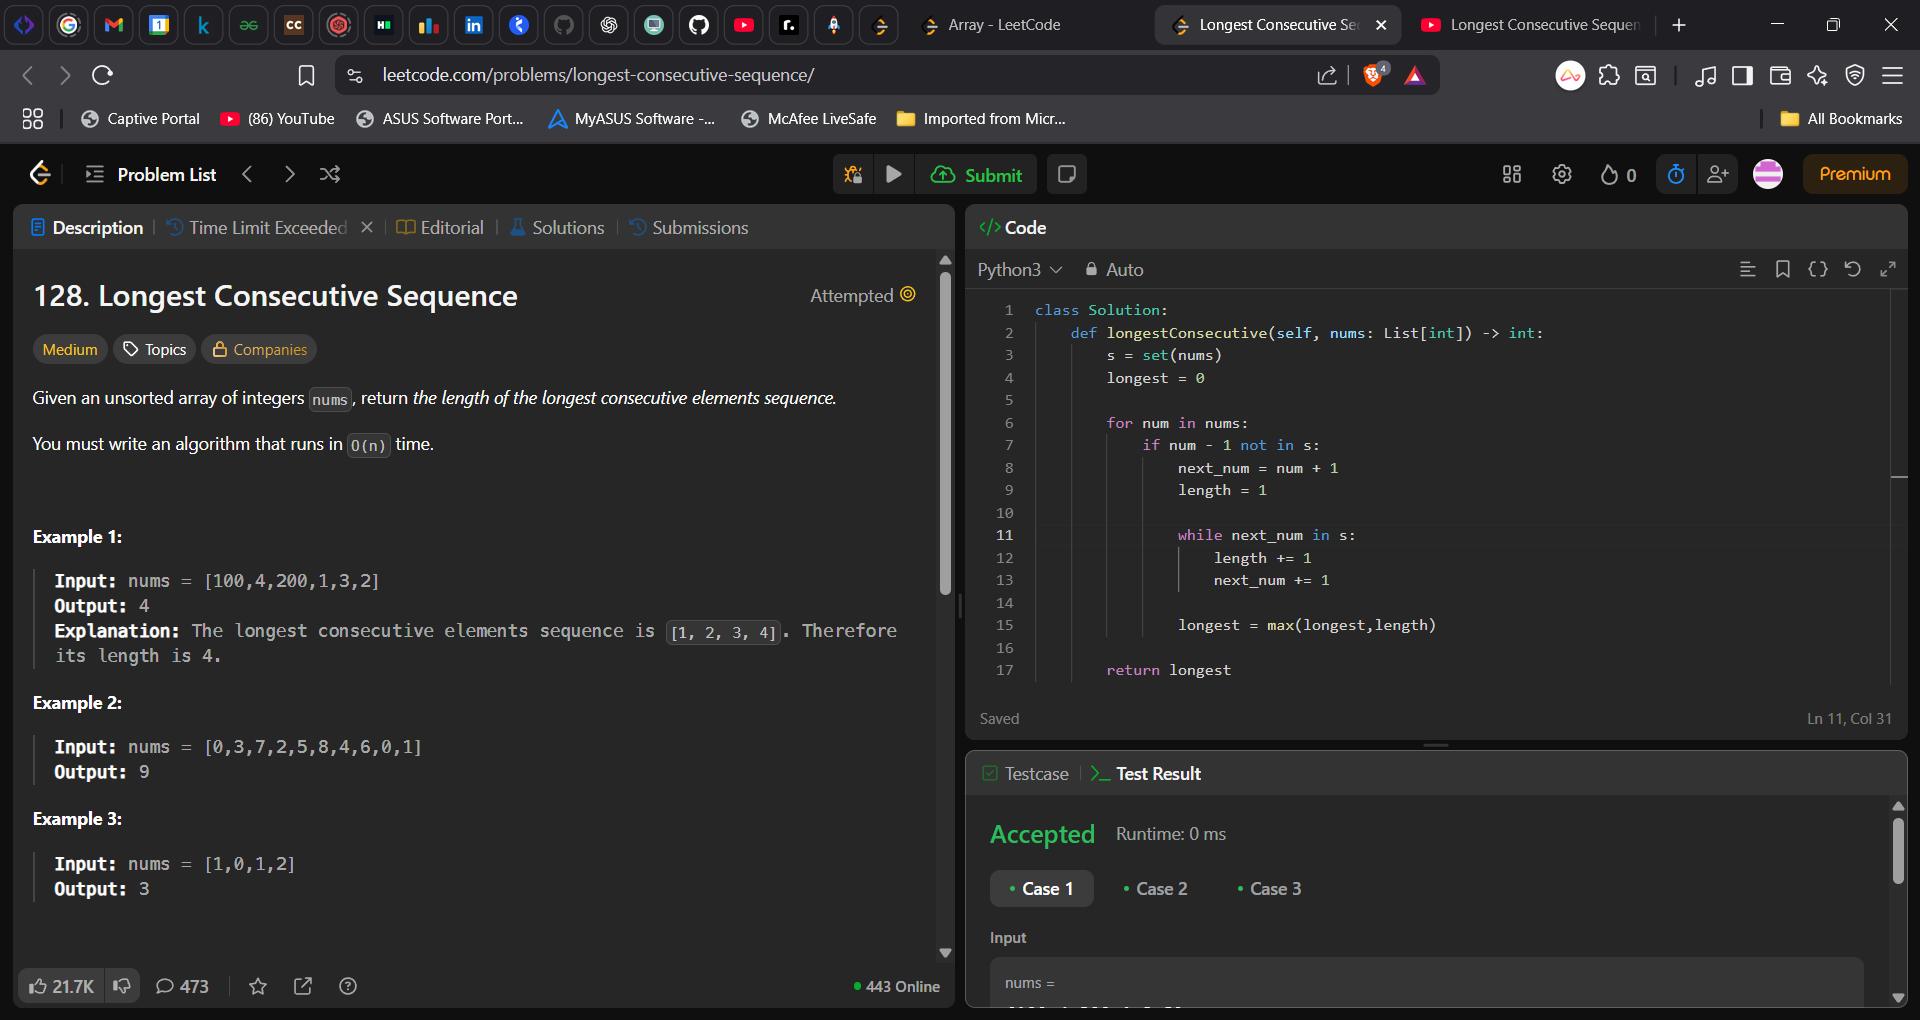 Array - LeetCode
Longest Consecutive Se
Longest Consecutive Sequen
leetcode.com/problems/longest-consecutive-sequence/
4
Captive Portal
(86) YouTube
ASUS Software Port...
MyASUS Software -...
McAfee LiveSafe
Imported from Micr...
All Bookmarks
Problem List
Submit
0
Premium
Description
Time Limit Exceeded
Editorial
Solutions
Submissions
128. Longest Consecutive Sequence
Attempted
Medium
Topics
Companies
Given an unsorted array of integers nums, return the length of the longest consecutive elements sequence.
You must write an algorithm that runs in O(n) time.
Example 1:
Input: nums = [100,4,200,1,3,2]
Output: 4
Explanation: The longest consecutive elements sequence is [1, 2, 3, 4]. Therefore
its length is 4.
Example 2:
Input: nums = [0,3,7,2,5,8,4,6,0,1]
Output: 9
Example 3:
Input: nums = [1,0,1,2]
Output: 3
21.7K
473
443 Online
</> Code
Python3
Auto
1 class Solution:
2 def longestConsecutive(self, nums: List[int]) -> int:
3 s = set(nums)
4 longest = 0
5
6 for num in nums:
7 if num - 1 not in s:
8 next_num = num + 1
9 length = 1
10
11 while next_num in s:
12 length += 1
13 next_num += 1
14
15 longest = max(longest,length)
16
17 return longest
Saved
Ln 11, Col 31
Testcase
>_ Test Result
Accepted
Runtime: 0 ms
Case 1
Case 2
Case 3
Input
nums =